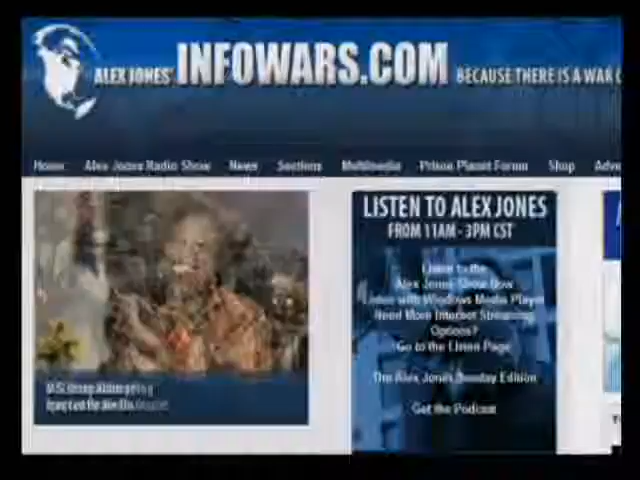 ALEX JONES' INFOWARS.COM BECAUSE THERE IS A WAR
Home Alex Jones Radio Show News Sections Multimedia Prison Planet Forum Shop
LISTEN TO ALEX JONES
FROM 11AM - 3PM CST
Listen to the
Alex Jones Show Now
Listen with Windows Media Player
Need More Internet Streaming
Options?
Go to the Listen Page
The Alex Jones Sunday Edition
Get the Podcast